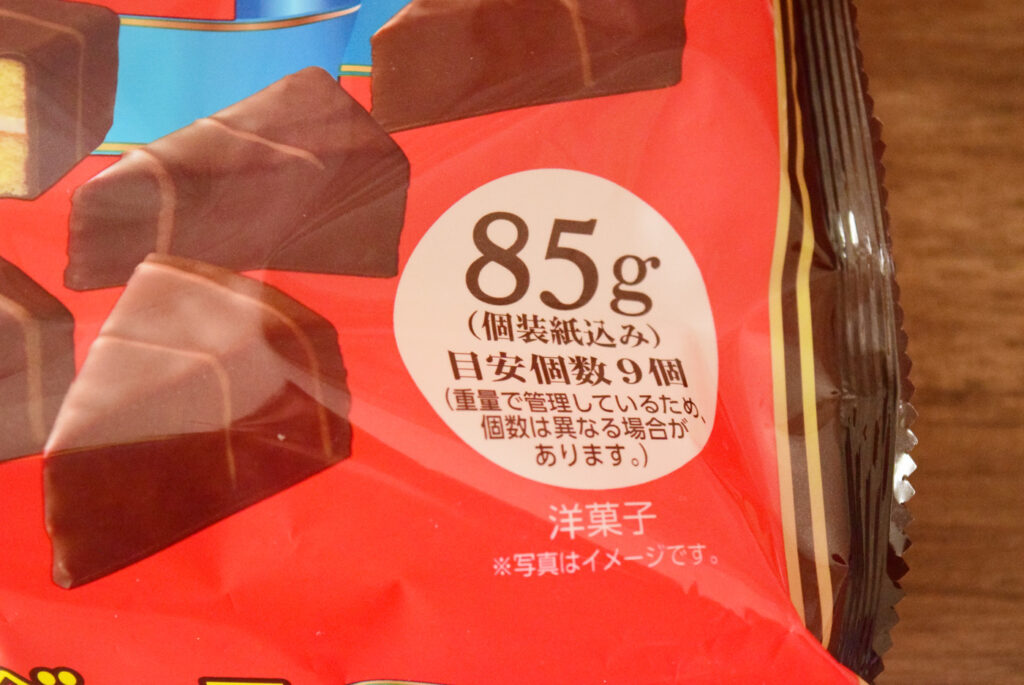 85g
(個装紙込み)
目安個数9個
(重量で管理しているため、
個数は異なる場合が
あります。)
洋菓子
※写真はイメージです。